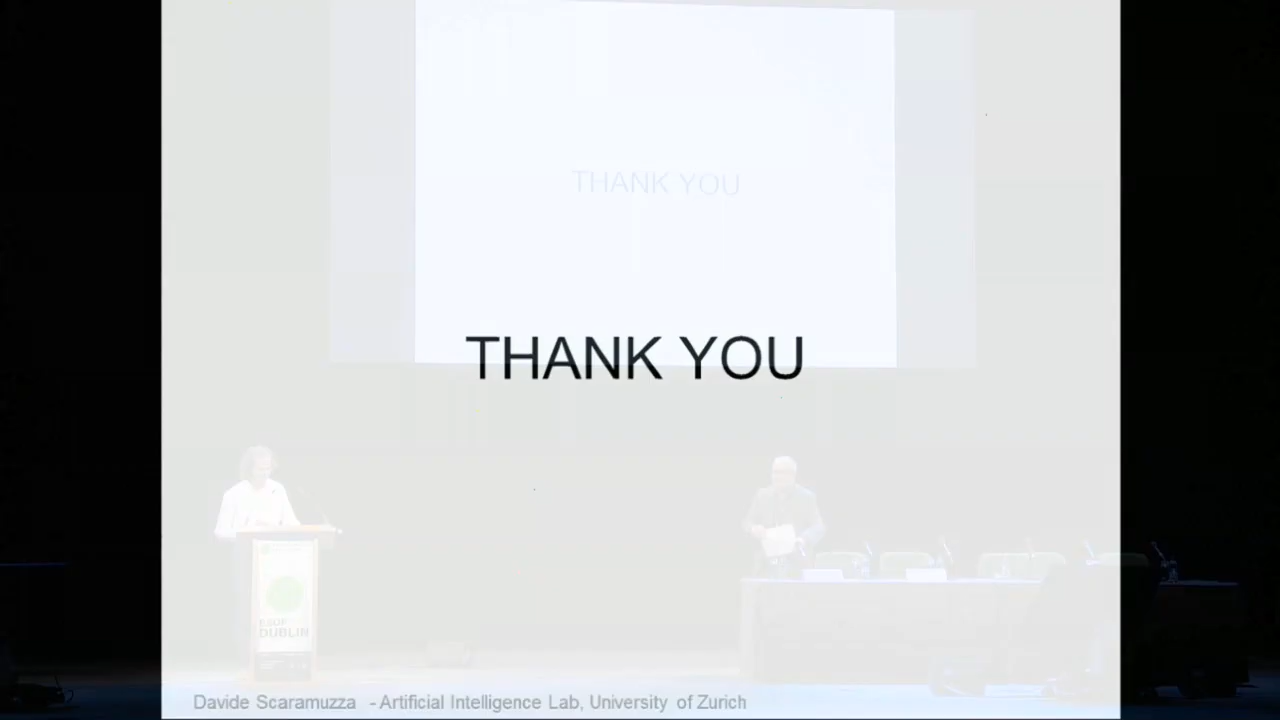 THANK YOU
THANK YOU
DUBLIN
Davide Scaramuzza - Artificial Intelligence Lab, University of Zurich